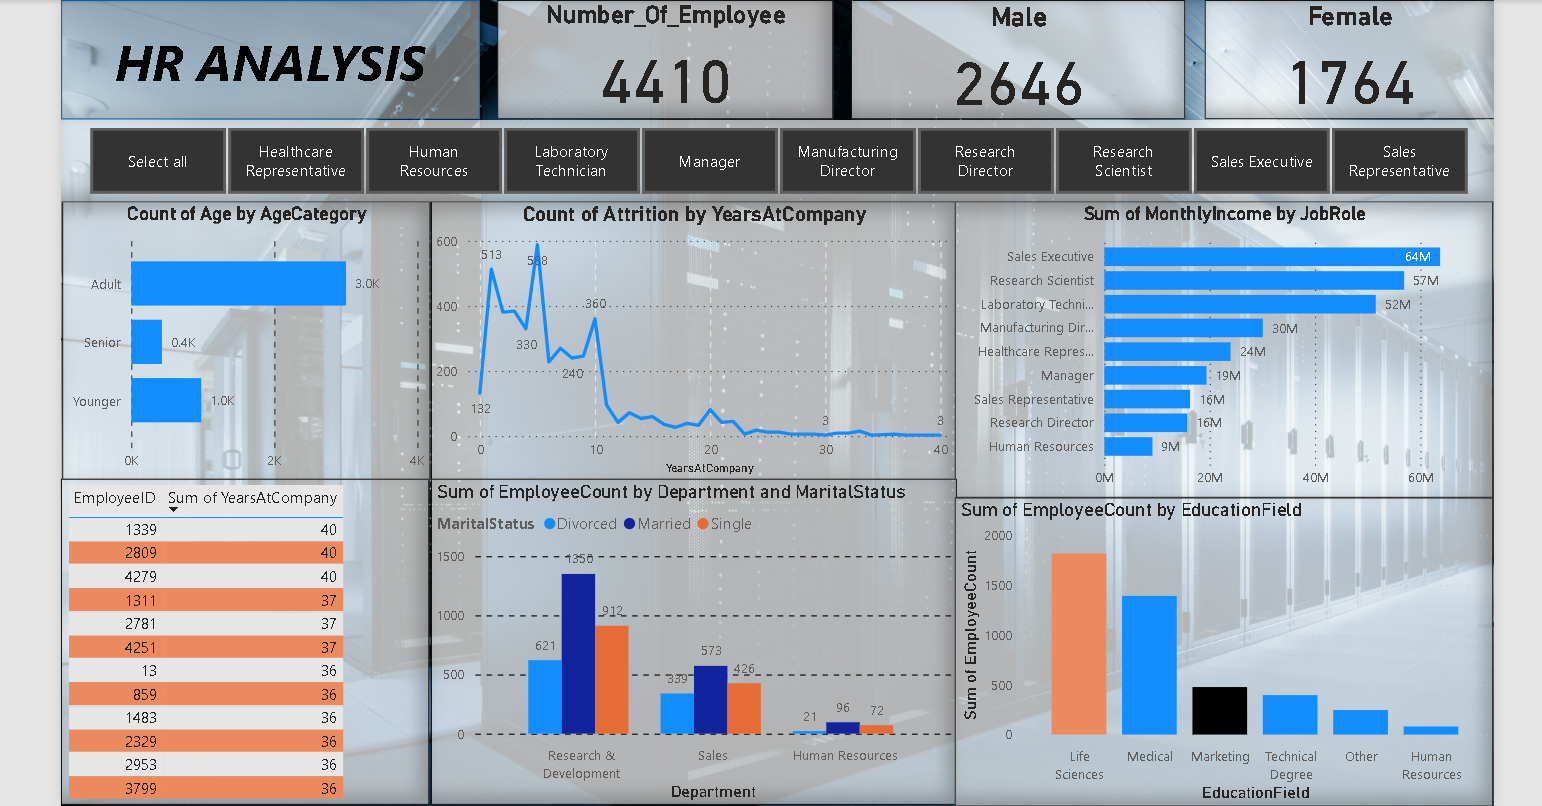 HR ANALYSIS
Number_Of_Employee
4410
Male
2646
Female
1764
Select all
Healthcare
Representative
Human
Resources
Laboratory
Technician
Manager
Manufacturing
Director
Research
Director
Research
Scientist
Sales Executive
Sales
Representative
Count of Age by AgeCategory
Adult
3.0K
Senior
0.4K
Younger
1.0K
0K
2K
4K
Count of Attrition by YearsAtCompany
600
400
200
0
513
588
360
330
240
132
3
3
0
10
20
30
40
YearsAtCompany
Sum of MonthlyIncome by JobRole
Sales Executive
64M
Research Scientist
57M
Laboratory Techni...
52M
Manufacturing Dir...
30M
Healthcare Repres...
24M
Manager
19M
Sales Representative
16M
Research Director
16M
Human Resources
9M
0M
20M
40M
60M
EmployeeID Sum of YearsAtCompany
1339 40
2809 40
4279 40
1311 37
2781 37
4251 37
13 36
859 36
1483 36
2329 36
2953 36
3799 36
Sum of EmployeeCount by Department and MaritalStatus
MaritalStatus Divorced Married Single
1500
1000
500
0
621
1350
912
339
573
426
21
96
72
Research &
Development
Sales
Human Resources
Department
Sum of EmployeeCount by EducationField
Sum of EmployeeCount
2000
1500
1000
500
0
Life
Sciences
Medical
Marketing
Technical
Degree
Other
Human
Resources
EducationField